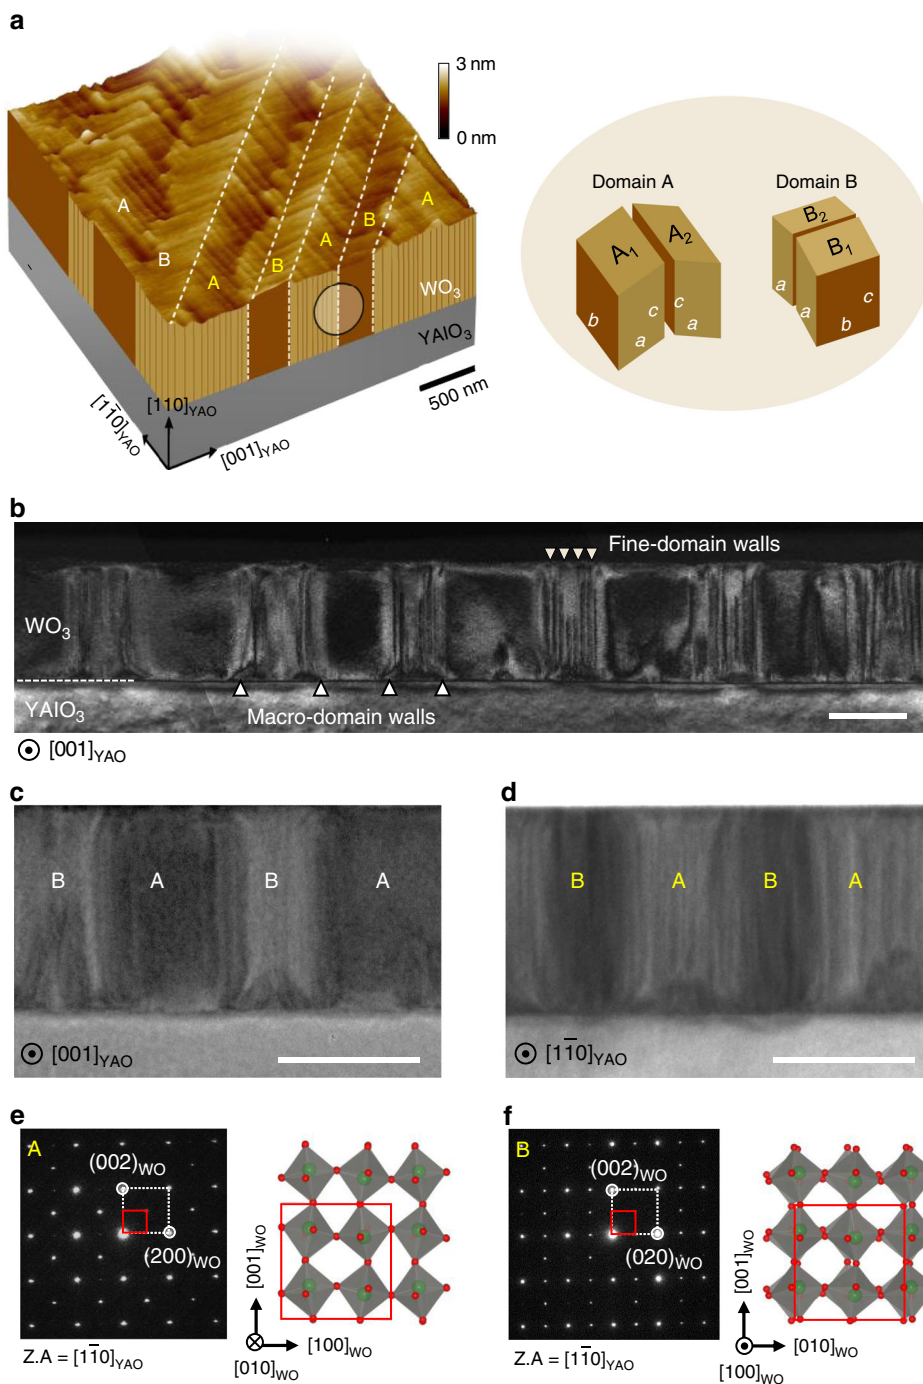 a
3 nm
0 nm
A
B
A
B
A
B
A
WO₃
YAlO₃
500 nm
[110]YAO
[11̅0]YAO
[001]YAO
Domain A
Domain B
A₁
A₂
B₂
B₁
b
a
c
c
a
a
a
b
c
b
Fine-domain walls
WO₃
YAlO₃
Macro-domain walls
[001]YAO
c
d
B
A
B
A
B
A
B
A
[001]YAO
[11̅0]YAO
e
f
A
(002)WO
(200)WO
Z.A = [11̅0]YAO
[001]WO
[100]WO
[010]WO
B
(002)WO
(020)WO
Z.A = [11̅0]YAO
[001]WO
[010]WO
[100]WO